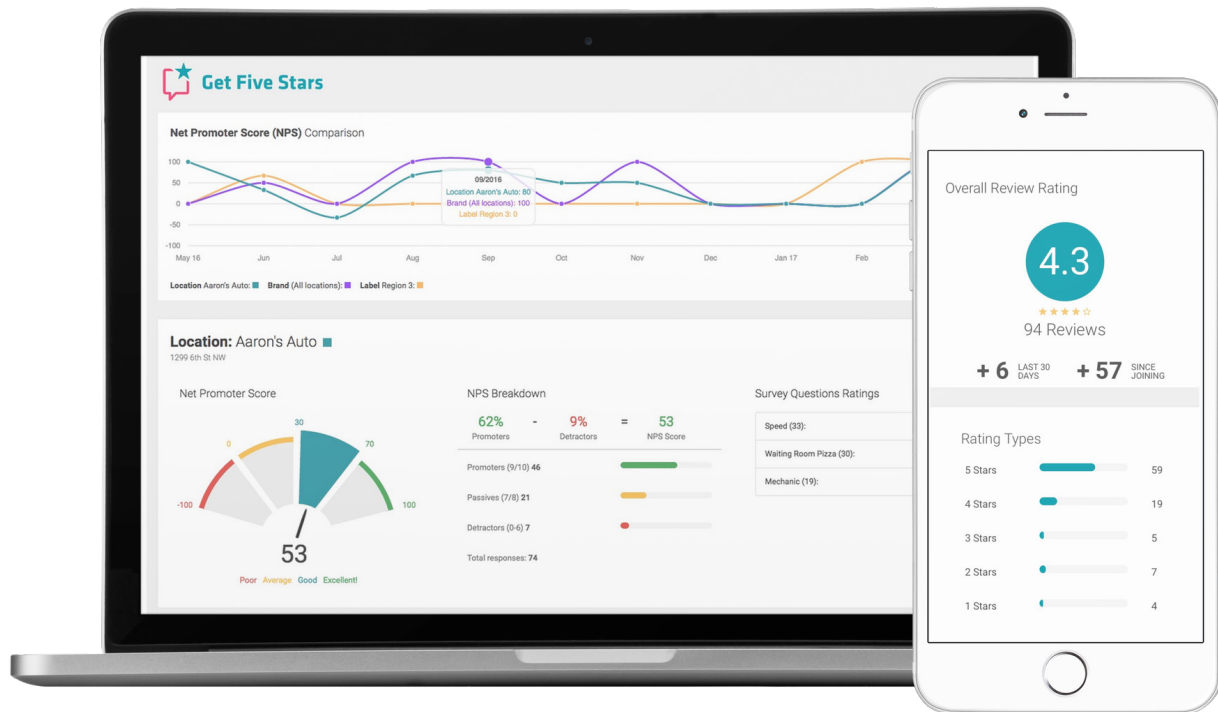 Get Five Stars
Net Promoter Score (NPS) Comparison
100
50
0
-50
-100
09/2016
Location Aaron's Auto: 80
Brand (All locations): 100
Label Region 3: 0
May 16 Jun Jul Aug Sep Oct Nov Dec Jan 17 Feb
Location Aaron's Auto: Brand (All locations): Label Region 3:
Location: Aaron's Auto
1299 6th St NW
Net Promoter Score
-100
0
30
70
100
53
Poor Average Good Excellent!
NPS Breakdown
62% - 9% = 53
Promoters Detractors NPS Score
Promoters (9/10) 46
Passives (7/8) 21
Detractors (0-6) 7
Total responses: 74
Survey Questions Ratings
Speed (33):
Waiting Room Pizza (30):
Mechanic (19):
Overall Review Rating
4.3
94 Reviews
+ 6 LAST 30 DAYS + 57 SINCE JOINING
Rating Types
5 Stars 59
4 Stars 19
3 Stars 5
2 Stars 7
1 Stars 4